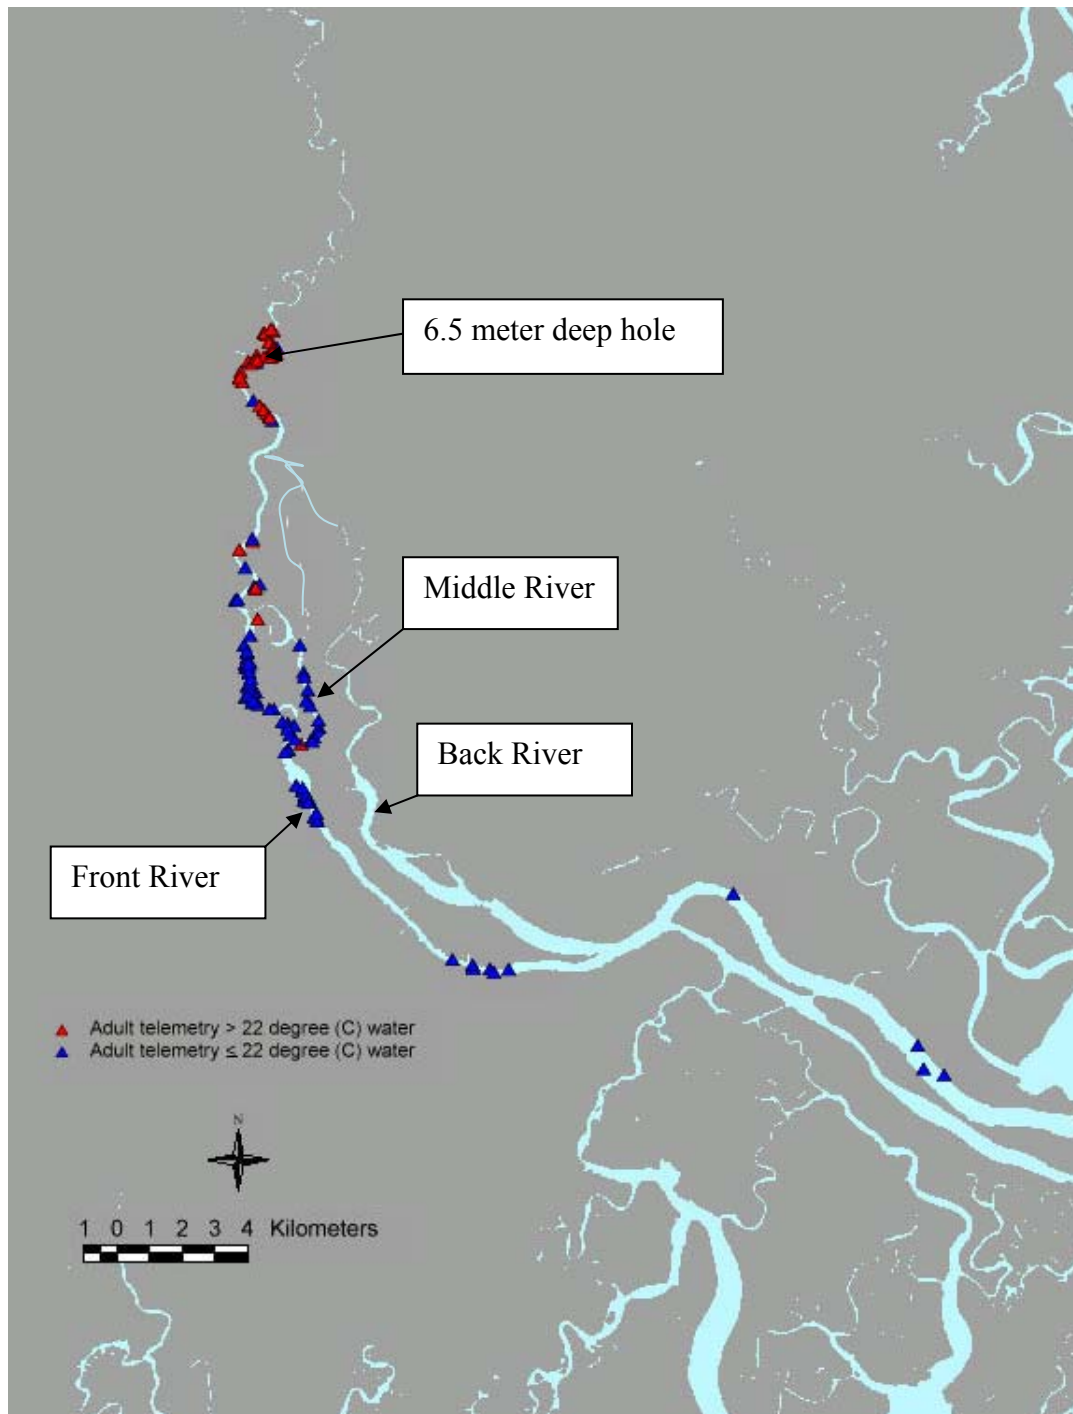 6.5 meter deep hole
Middle River
Back River
Front River
Adult telemetry > 22 degree (C) water
Adult telemetry ≤ 22 degree (C) water
N
1 0 1 2 3 4 Kilometers